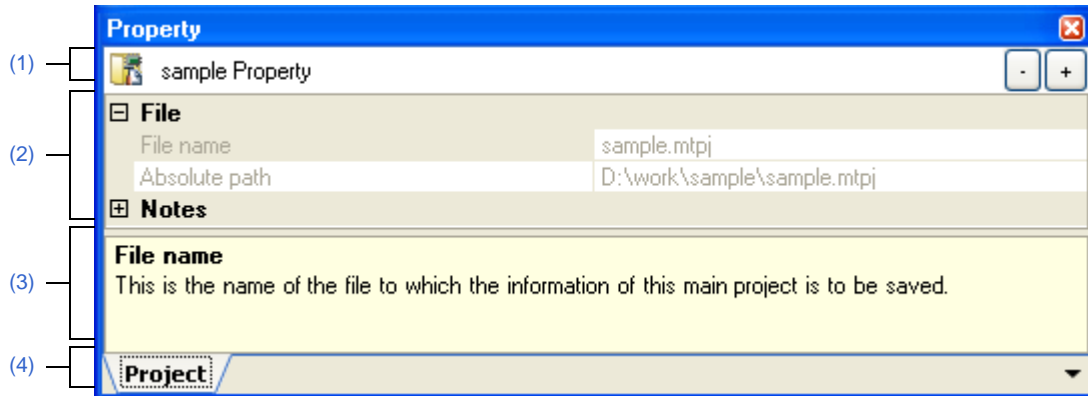 Property
(1) sample Property - +
(2) File
File name sample.mtpj
Absolute path D:\work\sample\sample.mtpj
Notes
(3) File name
This is the name of the file to which the information of this main project is to be saved.
(4) Project